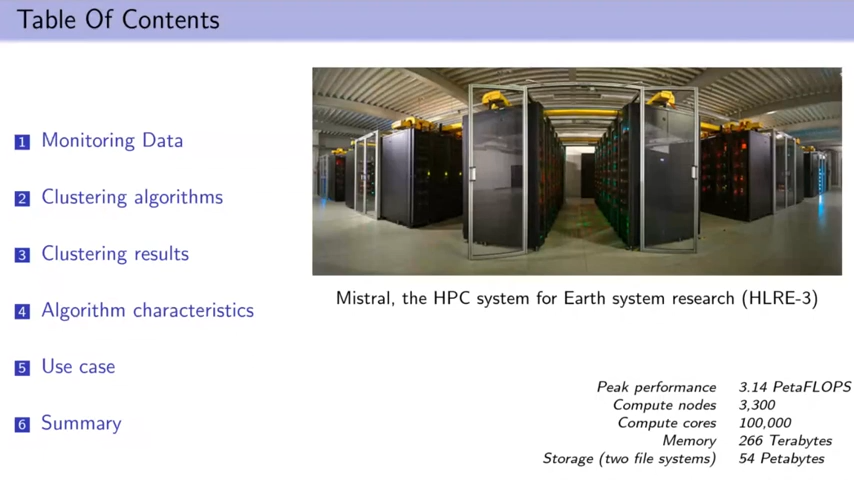 Table Of Contents
1 Monitoring Data
2 Clustering algorithms
3 Clustering results
4 Algorithm characteristics
5 Use case
6 Summary
Mistral, the HPC system for Earth system research (HLRE-3)
Peak performance 3.14 PetaFLOPS
Compute nodes 3,300
Compute cores 100,000
Memory 266 Terabytes
Storage (two file systems) 54 Petabytes